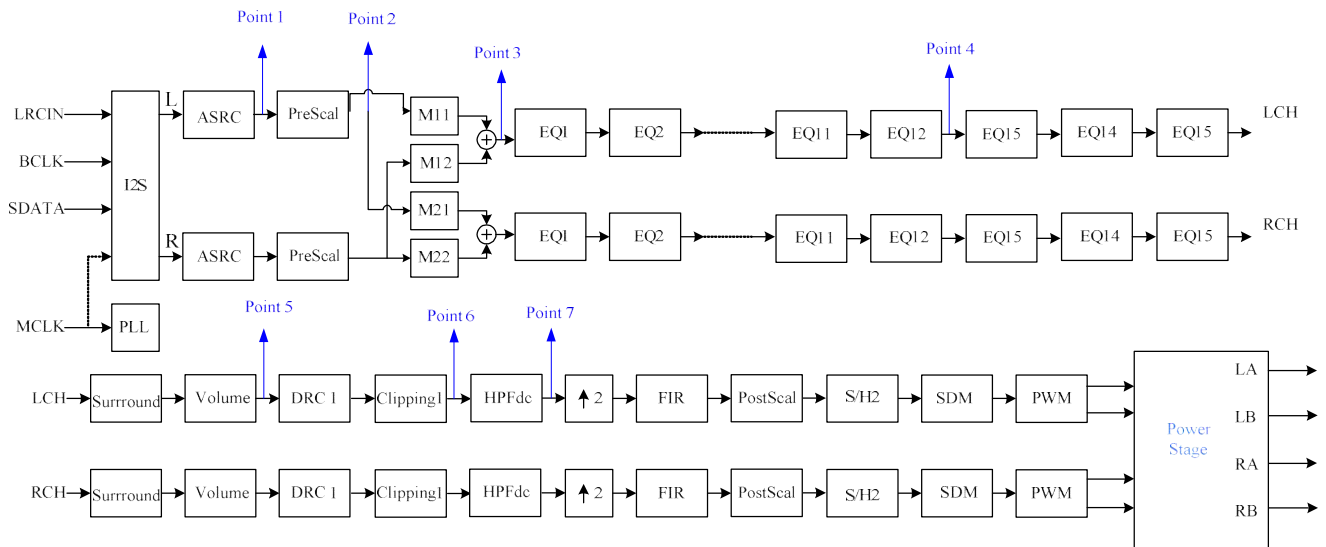 Point 1
Point 2
Point 3
Point 4
LRCIN
BCLK
SDATA
MCLK
I2S
PLL
L
R
ASRC
PreScal
M11
M12
EQ1
EQ2
EQ11
EQ12
EQ15
EQ14
EQ15
LCH
ASRC
PreScal
M21
M22
EQ1
EQ2
EQ11
EQ12
EQ15
EQ14
EQ15
RCH
Point 5
Point 6
Point 7
LCH
Surrround
Volume
DRC 1
Clipping1
HPFdc
↑ 2
FIR
PostScal
S/H2
SDM
PWM
RCH
Surrround
Volume
DRC 1
Clipping1
HPFdc
↑ 2
FIR
PostScal
S/H2
SDM
PWM
Power
Stage
LA
LB
RA
RB